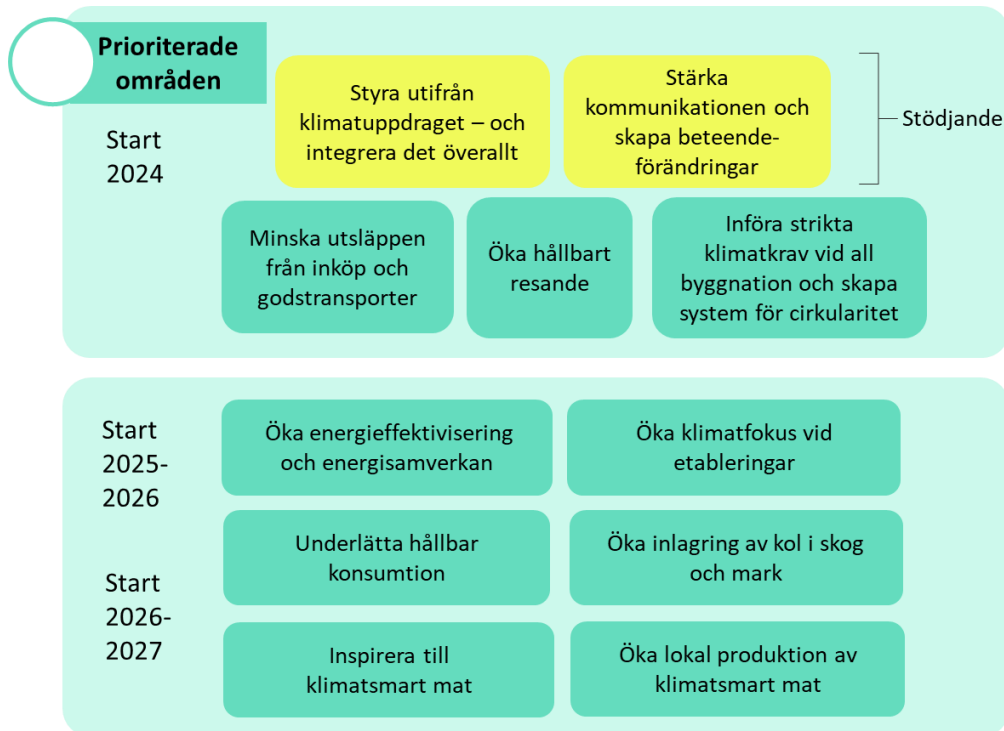 Prioriterade
områden
Start
2024
Styra utifrån
klimatuppdraget – och
integrera det överallt
Stärka
kommunikationen och
skapa beteende-
förändringar
Stödjande
Minska utsläppen
från inköp och
godstransporter
Öka hållbart
resande
Införa strikta
klimatkrav vid all
byggnation och skapa
system för cirkularitet
Start
2025-
2026
Öka energieffektivisering
och energisamverkan
Öka klimatfokus vid
etableringar
Start
2026-
2027
Underlätta hållbar
konsumtion
Öka inlagring av kol i skog
och mark
Inspirera till
klimatsmart mat
Öka lokal produktion av
klimatsmart mat